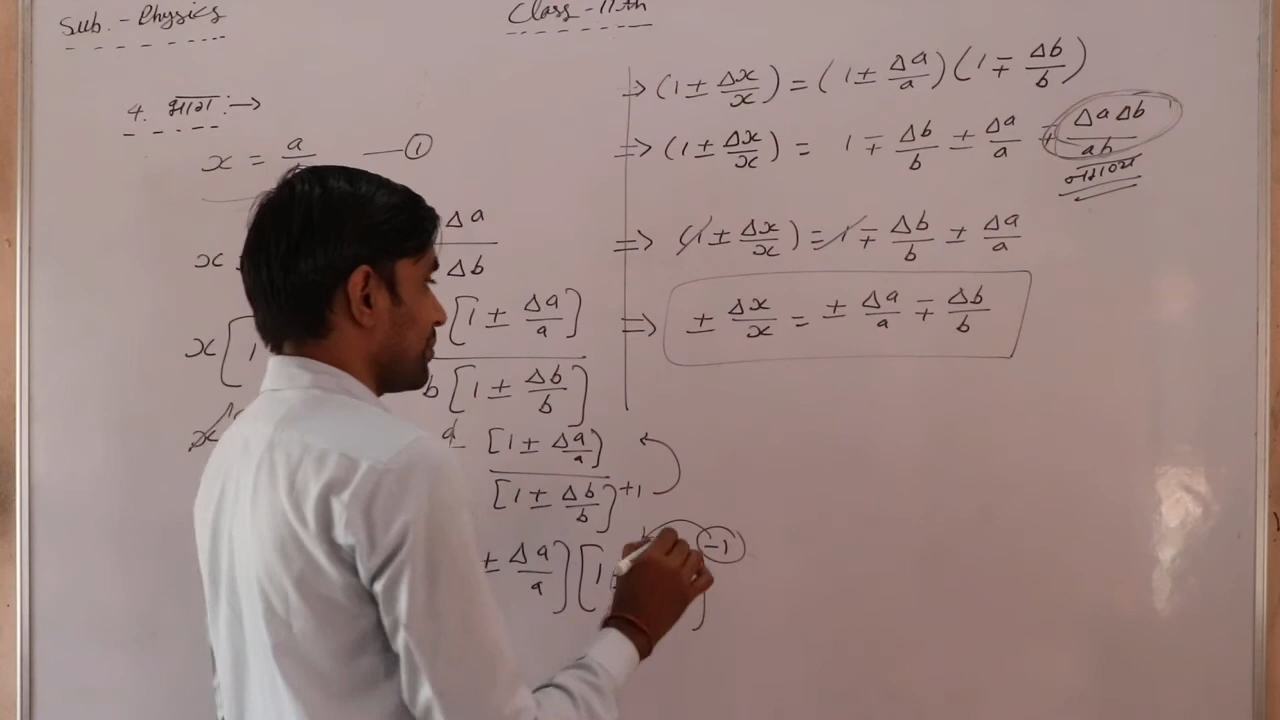 Sub. - Physics
Class - 11th
4. भाग :→
x = a — ①
x Δa
Δb
x[1 [1 ± Δa/a]
b[1 ± Δb/b]
[1 ± Δa/a]
[1 ± Δb/b]⁺¹
± Δa/a)[1 ]⁻¹
⇒ (1 ± Δx/x) = (1 ± Δa/a)(1 ∓ Δb/b)
⇒ (1 ± Δx/x) = 1 ∓ Δb/b ± Δa/a Δa Δb/ab
नगण्य
⇒ (1 ± Δx/x) = 1 ∓ Δb/b ± Δa/a
⇒ ± Δx/x = ± Δa/a ∓ Δb/b